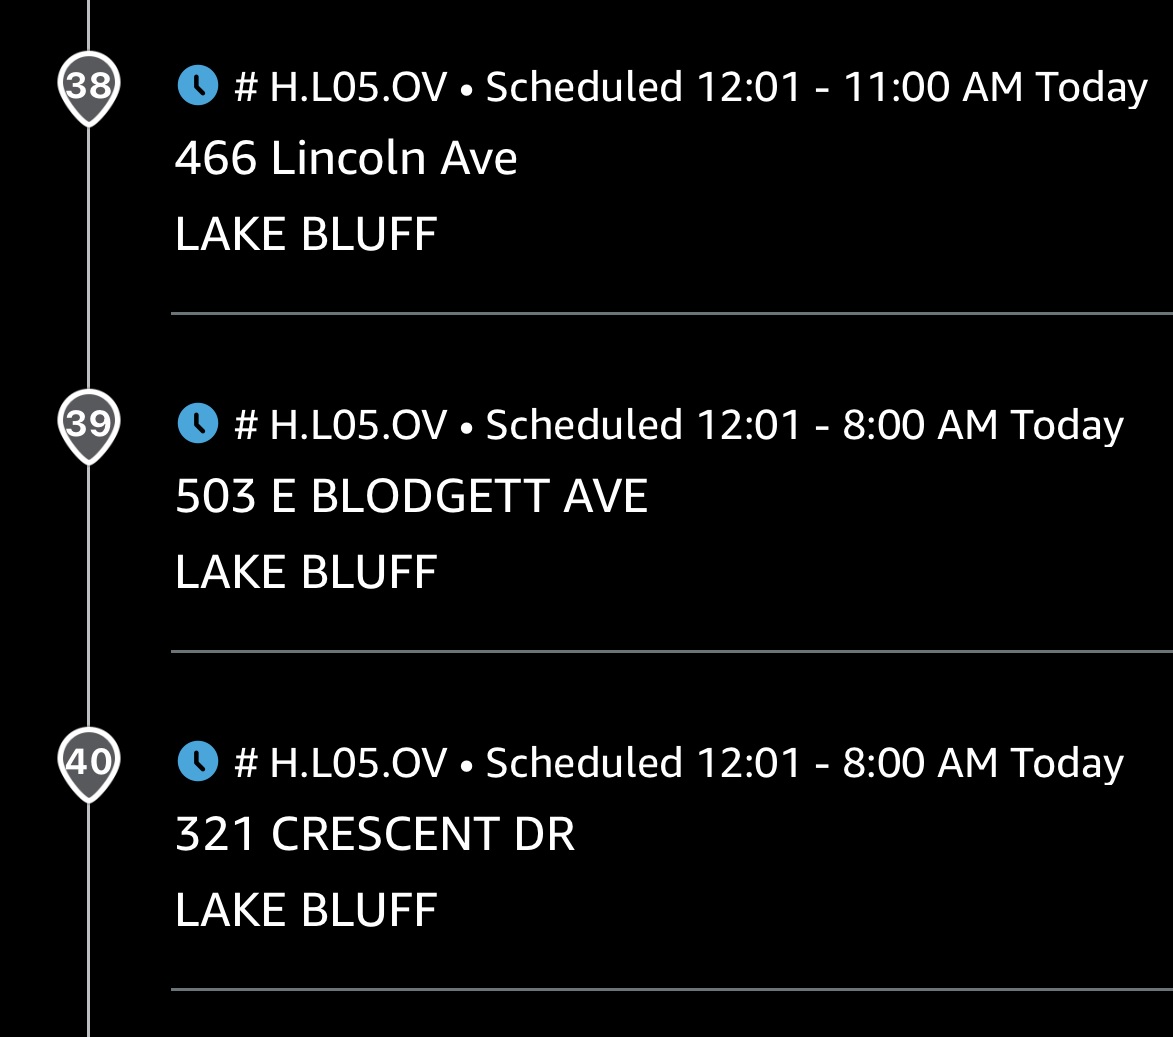 38
# H.L05.OV • Scheduled 12:01 - 11:00 AM Today
466 Lincoln Ave
LAKE BLUFF
39
# H.L05.OV • Scheduled 12:01 - 8:00 AM Today
503 E BLODGETT AVE
LAKE BLUFF
40
# H.L05.OV • Scheduled 12:01 - 8:00 AM Today
321 CRESCENT DR
LAKE BLUFF